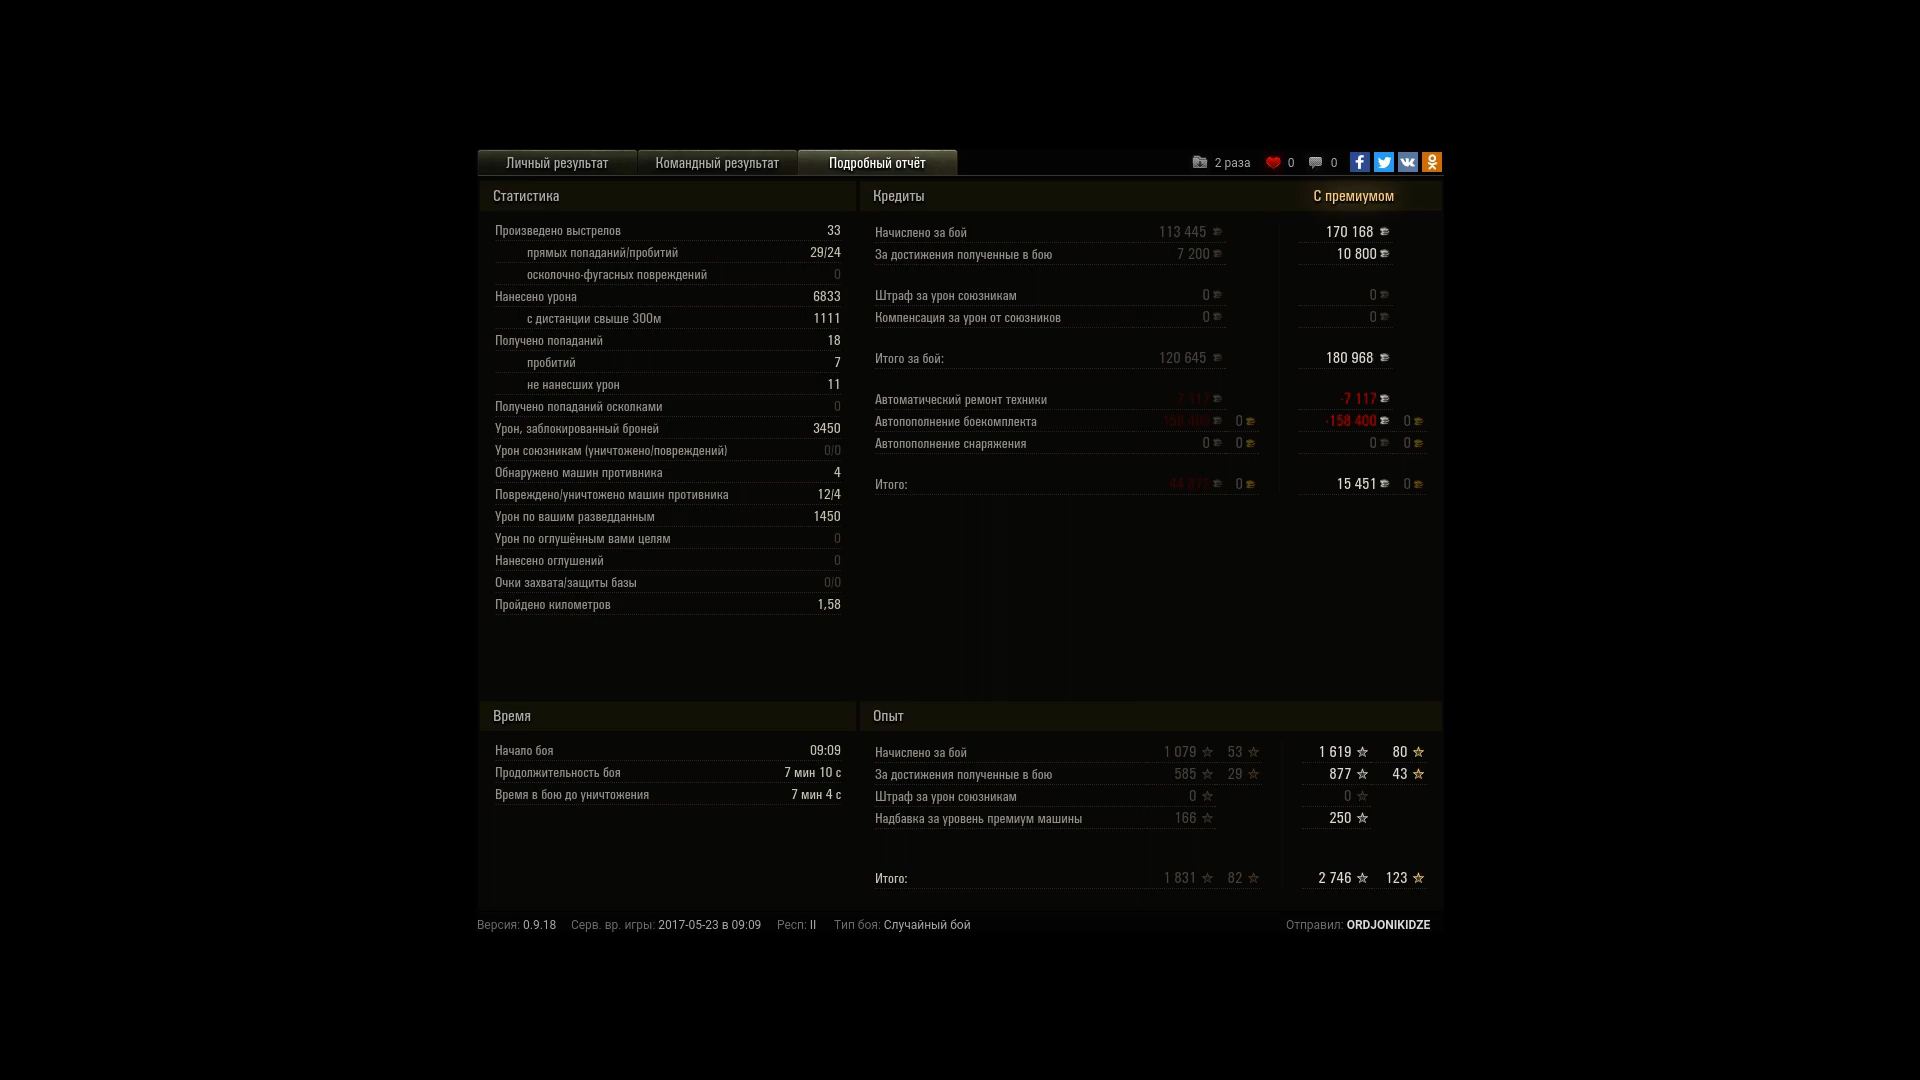 Личный результат Командный результат Подробный отчёт 2 раза 0 0
Статистика
Произведено выстрелов 33
прямых попаданий/пробитий 29/24
осколочно-фугасных повреждений 0
Нанесено урона 6833
с дистанции свыше 300м 1111
Получено попаданий 18
пробитий 7
не нанесших урон 11
Получено попаданий осколками 0
Урон, заблокированный броней 3450
Урон союзникам (уничтожено/повреждений) 0/0
Обнаружено машин противника 4
Повреждено/уничтожено машин противника 12/4
Урон по вашим разведданным 1450
Урон по оглушённым вами целям 0
Нанесено оглушений 0
Очки захвата/защиты базы 0/0
Пройдено километров 1,58
Кредиты С премиумом
Начислено за бой 113 445 170 168
За достижения полученные в бою 7 200 10 800
Штраф за урон союзникам 0 0
Компенсация за урон от союзников 0 0
Итого за бой: 120 645 180 968
Автоматический ремонт техники -7 117 -7 117
Автопополнение боекомплекта -158 400 0 -158 400 0
Автопополнение снаряжения 0 0 0 0
Итого: -44 872 0 15 451 0
Время
Начало боя 09:09
Продолжительность боя 7 мин 10 с
Время в бою до уничтожения 7 мин 4 с
Опыт
Начислено за бой 1 079 53 1 619 80
За достижения полученные в бою 585 29 877 43
Штраф за урон союзникам 0 0
Надбавка за уровень премиум машины 166 250
Итого: 1 831 82 2 746 123
Версия: 0.9.18 Серв. вр. игры: 2017-05-23 в 09:09 Респ: II Тип боя: Случайный бой Отправил: ORDJONIKIDZE